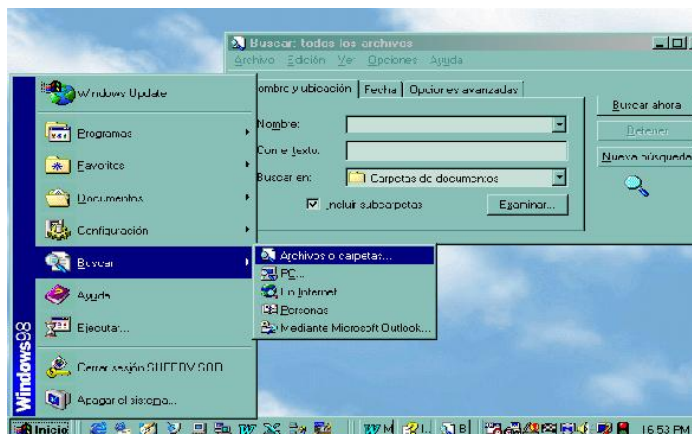 Buscar: todos los archivos
Archivo Edición Ver Opciones Ayuda
ombre y ubicación Fecha Opciones avanzadas
Nombre:
Con el texto:
Buscar en: Carpetas de documentos
Incluir subcarpetas Examinar...
Buscar ahora
Detener
Nueva búsqueda
Windows Update
Programas
Favoritos
Documentos
Configuración
Buscar
Ayuda
Ejecutar...
Cerrar sesión
Apagar el sistema...
Windows98
Archivos o carpetas...
PC...
En Internet
Personas
Mediante Microsoft Outlook...
Inicio
16:53 PM